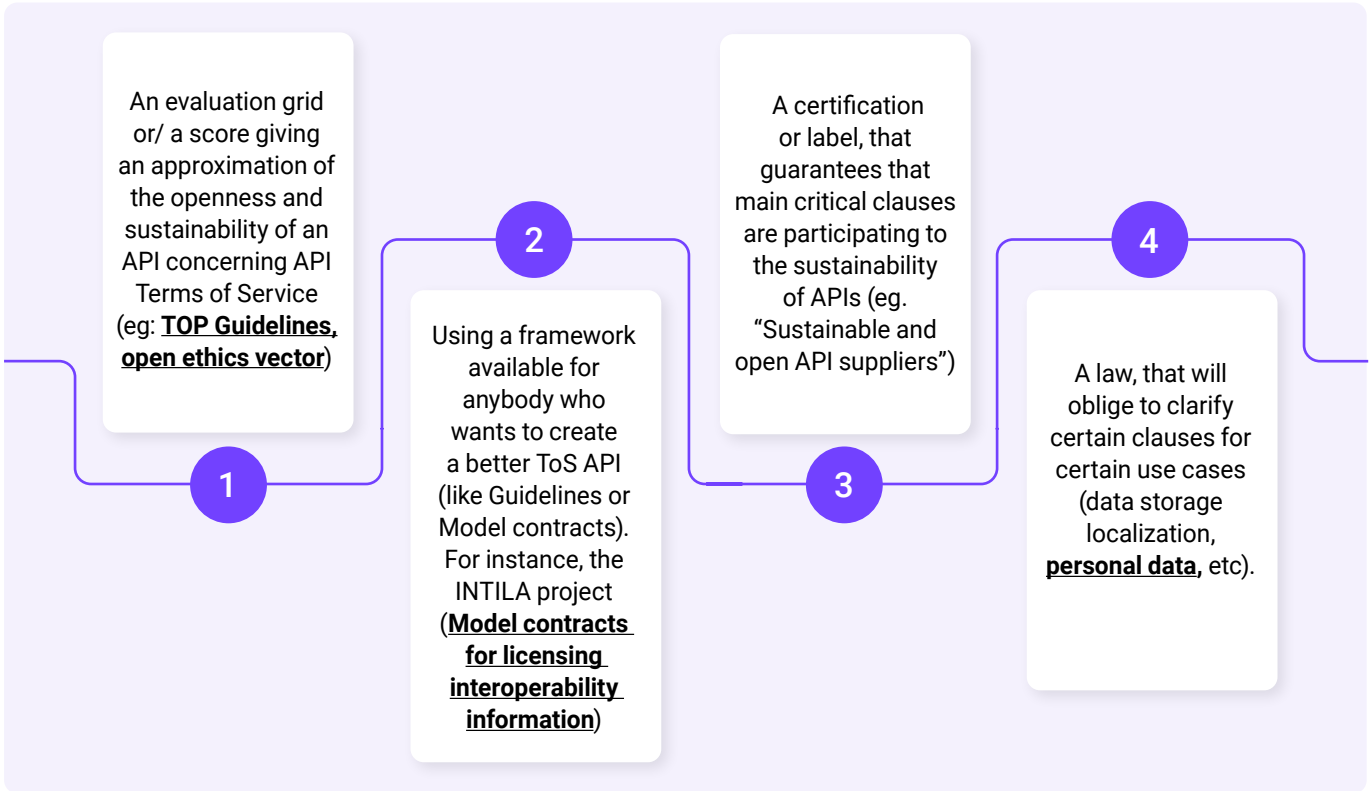 1
An evaluation grid
or/ a score giving
an approximation of
the openness and
sustainability of an
API concerning API
Terms of Service
(eg: TOP Guidelines,
open ethics vector)
2
Using a framework
available for
anybody who
wants to create
a better ToS API
(like Guidelines or
Model contracts).
For instance, the
INTILA project
(Model contracts
for licensing
interoperability
information)
3
A certification
or label, that
guarantees that
main critical clauses
are participating to
the sustainability
of APIs (eg.
“Sustainable and
open API suppliers”)
4
A law, that will
oblige to clarify
certain clauses for
certain use cases
(data storage
localization,
personal data, etc).